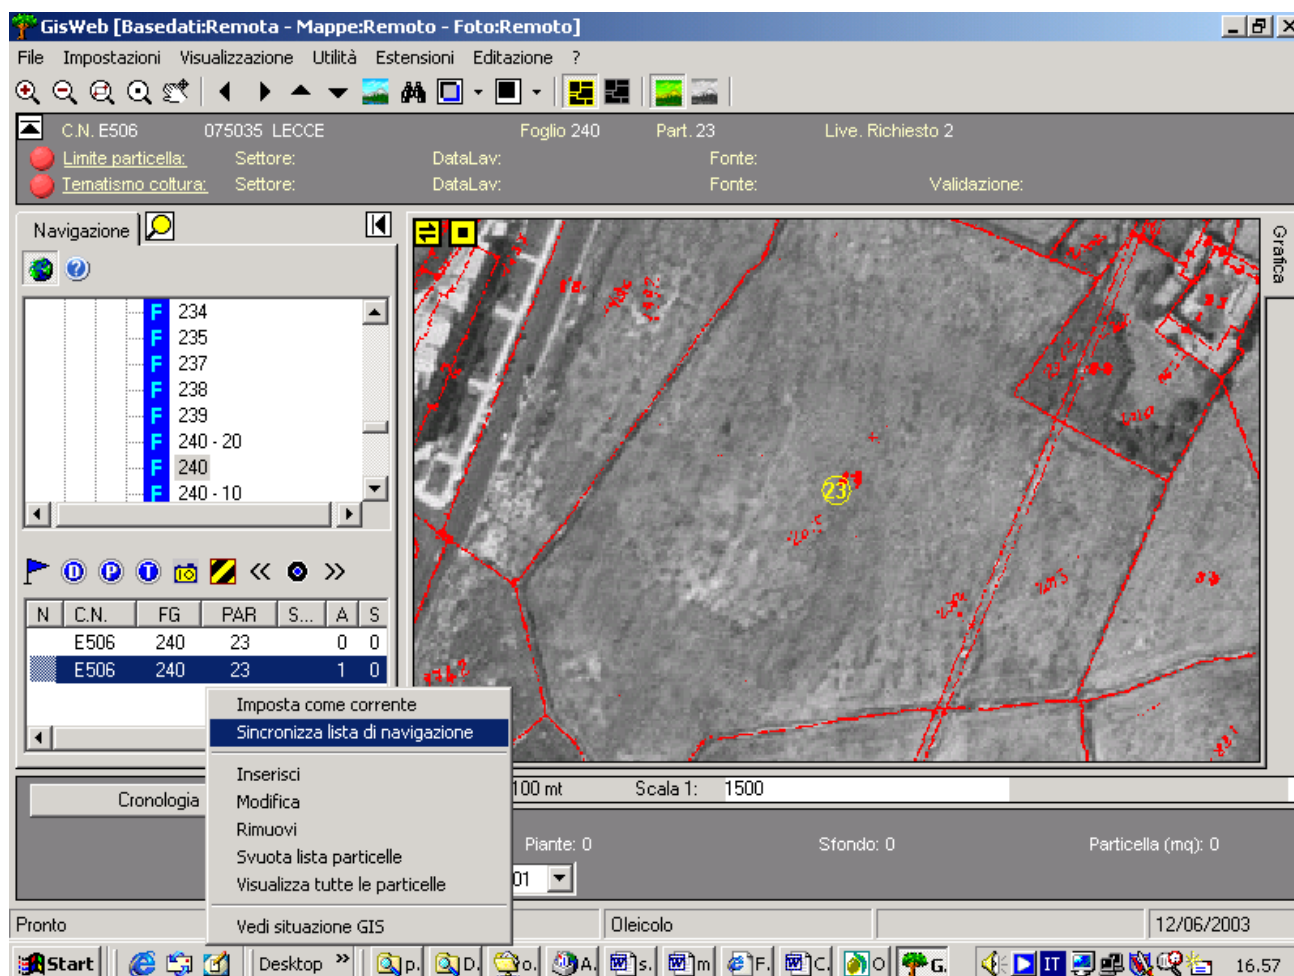 GisWeb [Basedati:Remota - Mappe:Remoto - Foto:Remoto]
File Impostazioni Visualizzazione Utilità Estensioni Editazione ?
C.N. E506 075035 LECCE Foglio 240 Part. 23 Live. Richiesto 2
Limite particella: Settore: DataLav: Fonte:
Tematismo coltura: Settore: DataLav: Fonte: Validazione:
Navigazione
Grafica
F 234
F 235
F 237
F 238
F 239
F 240 - 20
F 240
F 240 - 10
23
D P T
N C.N. FG PAR S... A S
E506 240 23 0 0
E506 240 23 1 0
Imposta come corrente
Sincronizza lista di navigazione
Inserisci
Modifica
Rimuovi
Svuota lista particelle
Visualizza tutte le particelle
Vedi situazione GIS
Cronologia
100 mt Scala 1: 1500
Piante: 0 Sfondo: 0 Particella (mq): 0
01
Pronto Oleicolo 12/06/2003
Start Desktop » p. D. o. A. s. m F. C. O G. IT 16.57